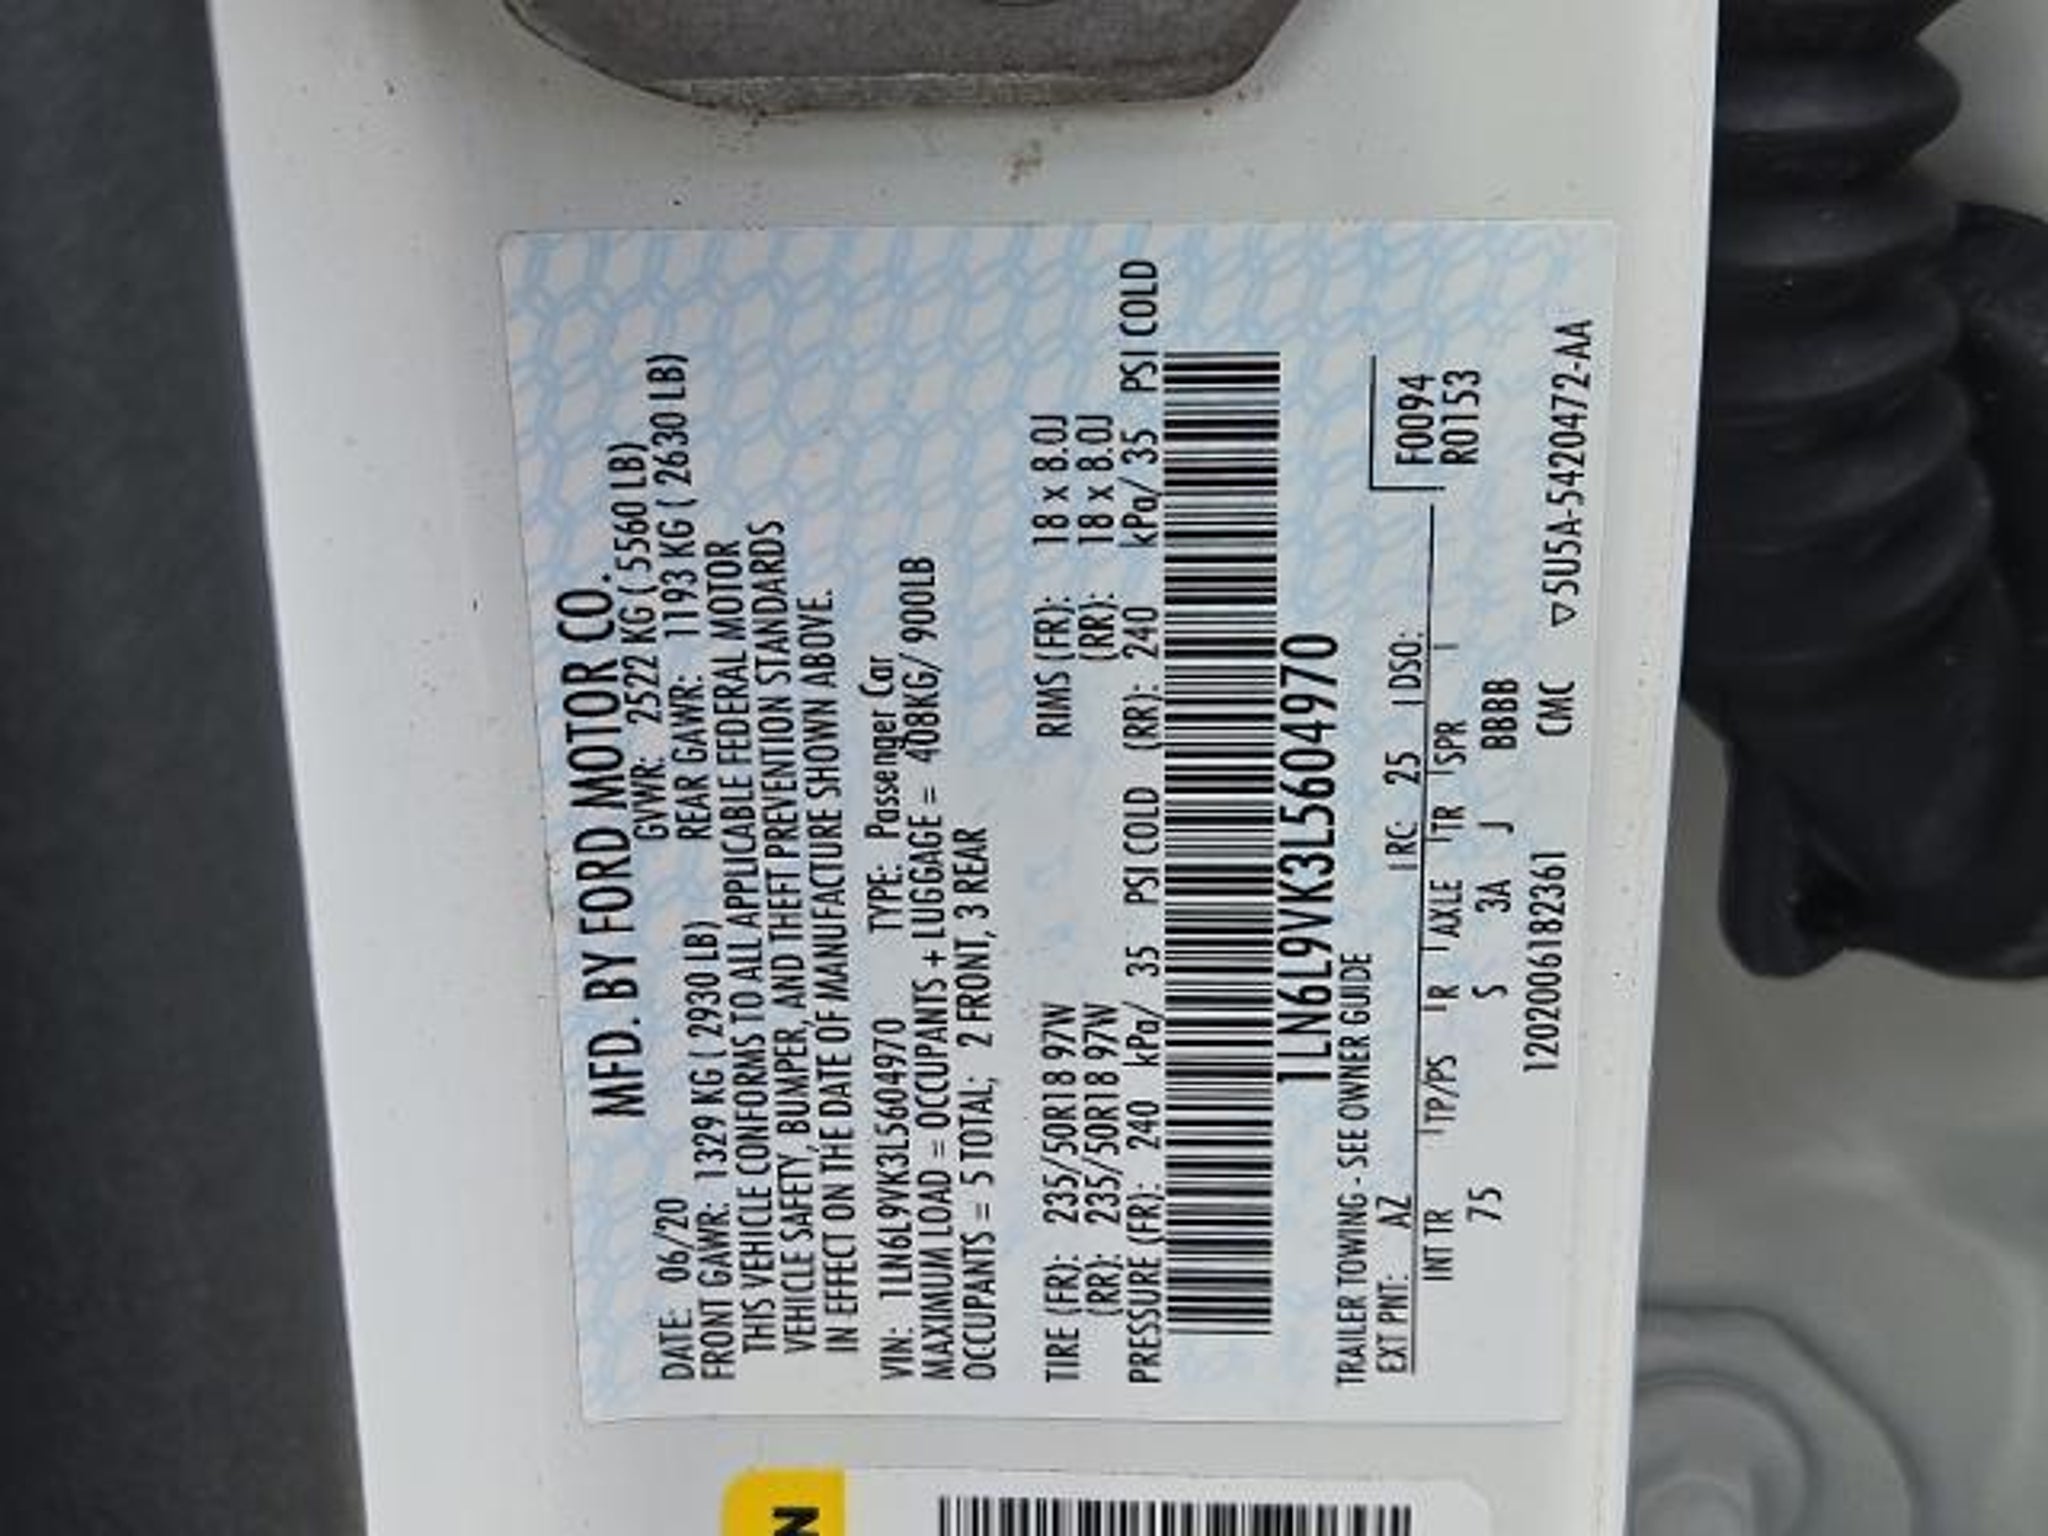 MFD. BY FORD MOTOR CO.
DATE: 06/20 GVWR: 2522 KG ( 5560 LB)
FRONT GAWR: 1329 KG ( 2930 LB) REAR GAWR: 1193 KG ( 2630 LB)
THIS VEHICLE CONFORMS TO ALL APPLICABLE FEDERAL MOTOR
VEHICLE SAFETY, BUMPER, AND THEFT PREVENTION STANDARDS
IN EFFECT ON THE DATE OF MANUFACTURE SHOWN ABOVE.
VIN: 1LN6L9VK3L5604970 TYPE: Passenger Car
MAXIMUM LOAD = OCCUPANTS + LUGGAGE = 408KG/ 900LB
OCCUPANTS = 5 TOTAL; 2 FRONT, 3 REAR
TIRE (FR): 235/50R18 97W RIMS (FR): 18 x 8.0J
(RR): 235/50R18 97W (RR): 18 x 8.0J
PRESSURE (FR): 240 kPa/ 35 PSI COLD (RR): 240 kPa/ 35 PSI COLD
1LN6L9VK3L5604970
TRAILER TOWING - SEE OWNER GUIDE
EXT PNT: AZ RC: 25 DSO: F0094
INT TR TP/PS R AXLE TR SPR R0153
75 S 3A J BBBB
1202006182361 CMC ▽5U5A-5420472-AA
N